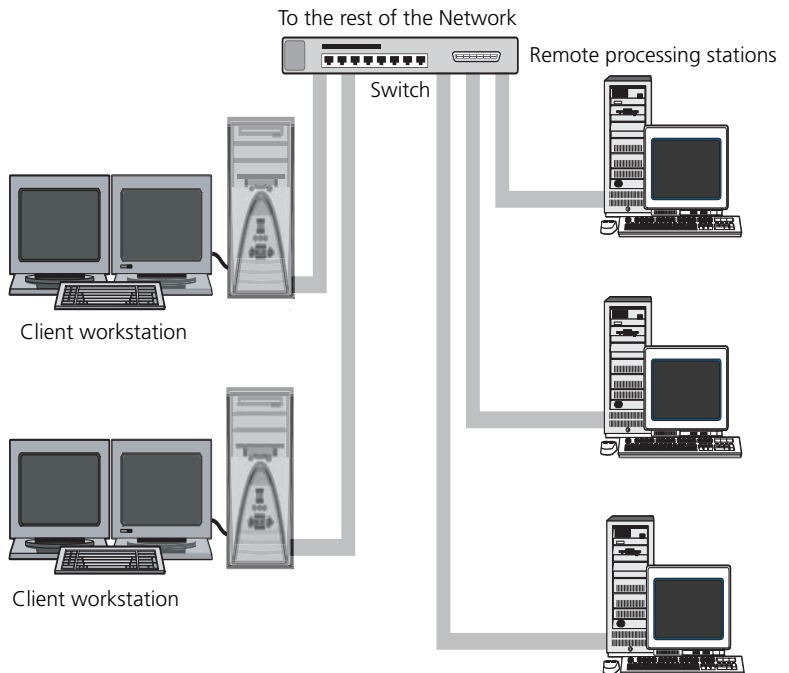 To the rest of the Network
Remote processing stations
Switch
Client workstation
Client workstation